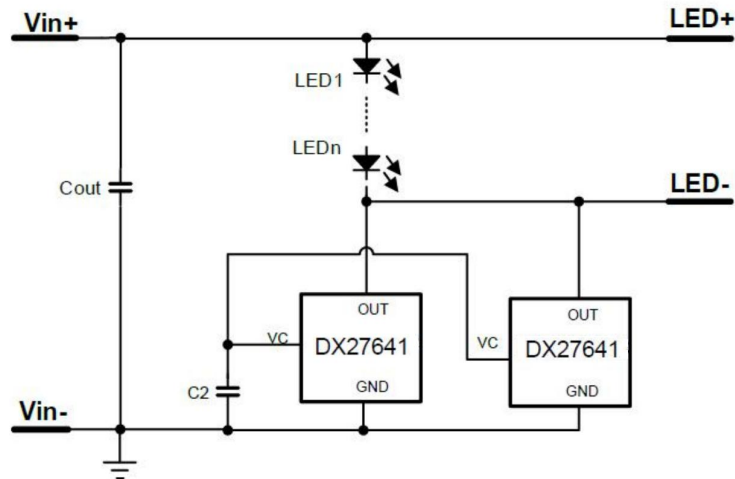 Vin+
LED+
LED1
LEDn
Cout
LED-
OUT
OUT
VC
DX27641
VC
DX27641
GND
GND
C2
Vin-